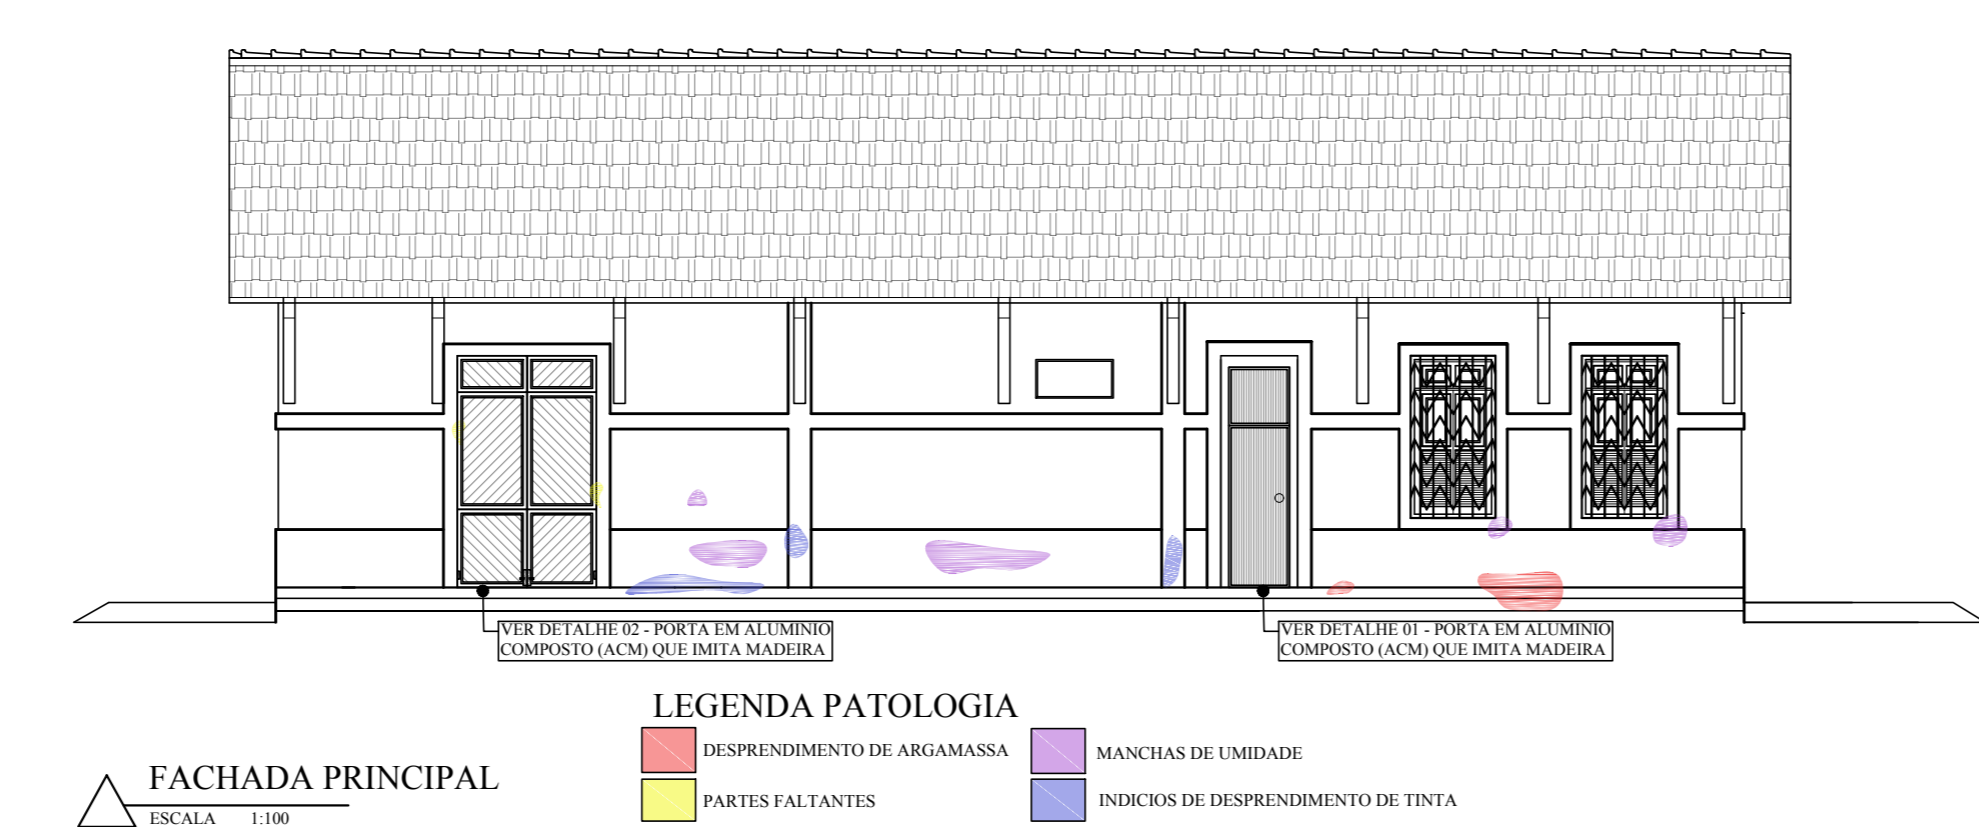 VER DETALHE 02 - PORTA EM ALUMINIO
COMPOSTO (ACM) QUE IMITA MADEIRA
VER DETALHE 01 - PORTA EM ALUMINIO
COMPOSTO (ACM) QUE IMITA MADEIRA
LEGENDA PATOLOGIA
DESPRENDIMENTO DE ARGAMASSA
MANCHAS DE UMIDADE
PARTES FALTANTES
INDICIOS DE DESPRENDIMENTO DE TINTA
FACHADA PRINCIPAL
ESCALA 1:100